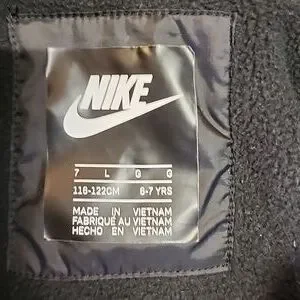 NIKE
7 L G G
116-122CM 6-7 YRS
MADE IN VIETNAM
FABRIQUÉ AU VIETNAM
HECHO EN VIETNAM